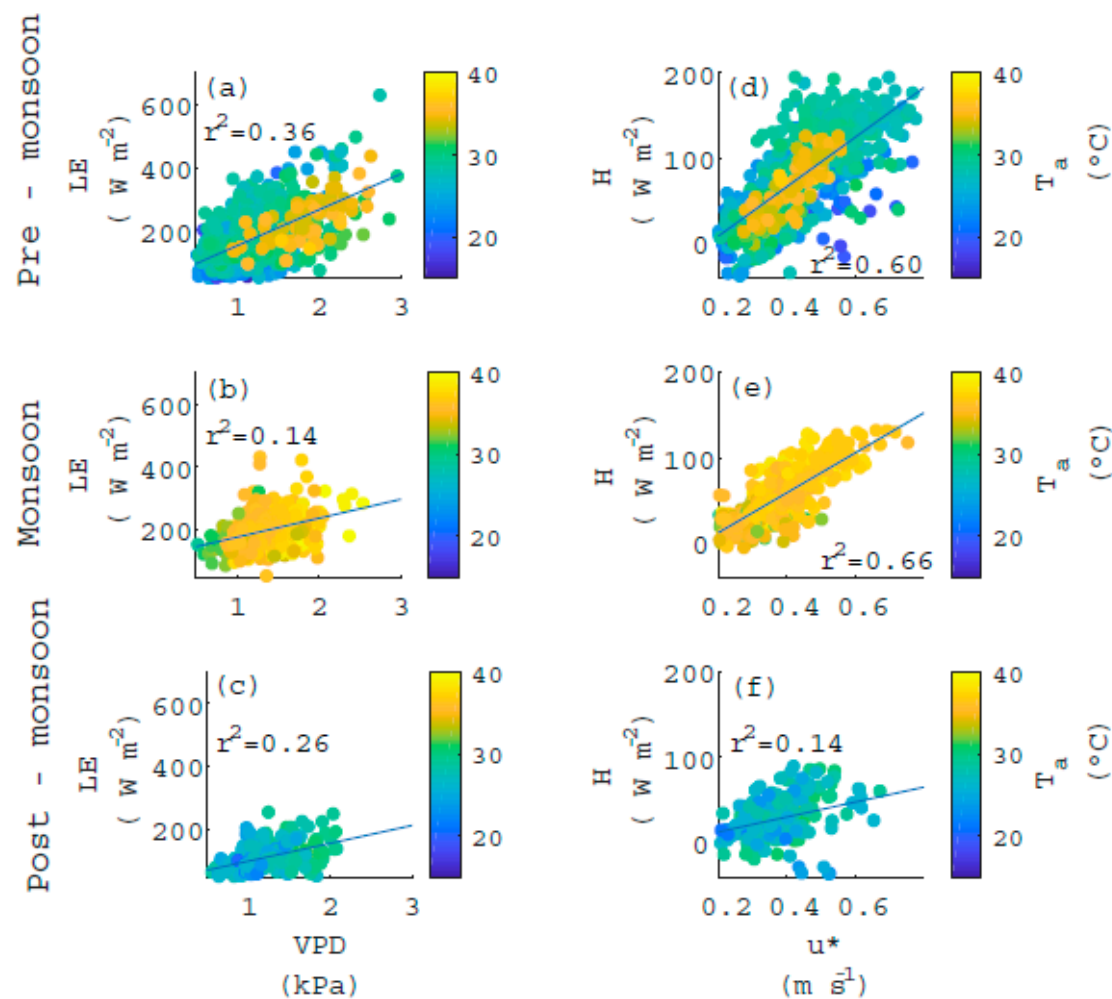 Pre - monsoon
LE
( W m-2)
600
400
200
(a)
r2=0.36
1 2 3
40
30
20
H
( W m-2)
200
100
0
(d)
r2=0.60
0.2 0.4 0.6
40
30
20
Ta
(°C)
Monsoon
LE
( W m-2)
600
400
200
(b)
r2=0.14
1 2 3
40
30
20
H
( W m-2)
200
100
0
(e)
r2=0.66
0.2 0.4 0.6
40
30
20
Ta
(°C)
Post - monsoon
LE
( W m-2)
600
400
200
(c)
r2=0.26
1 2 3
VPD
(kPa)
40
30
20
H
( W m-2)
200
100
0
(f)
r2=0.14
0.2 0.4 0.6
u*
(m s-1)
40
30
20
Ta
(°C)